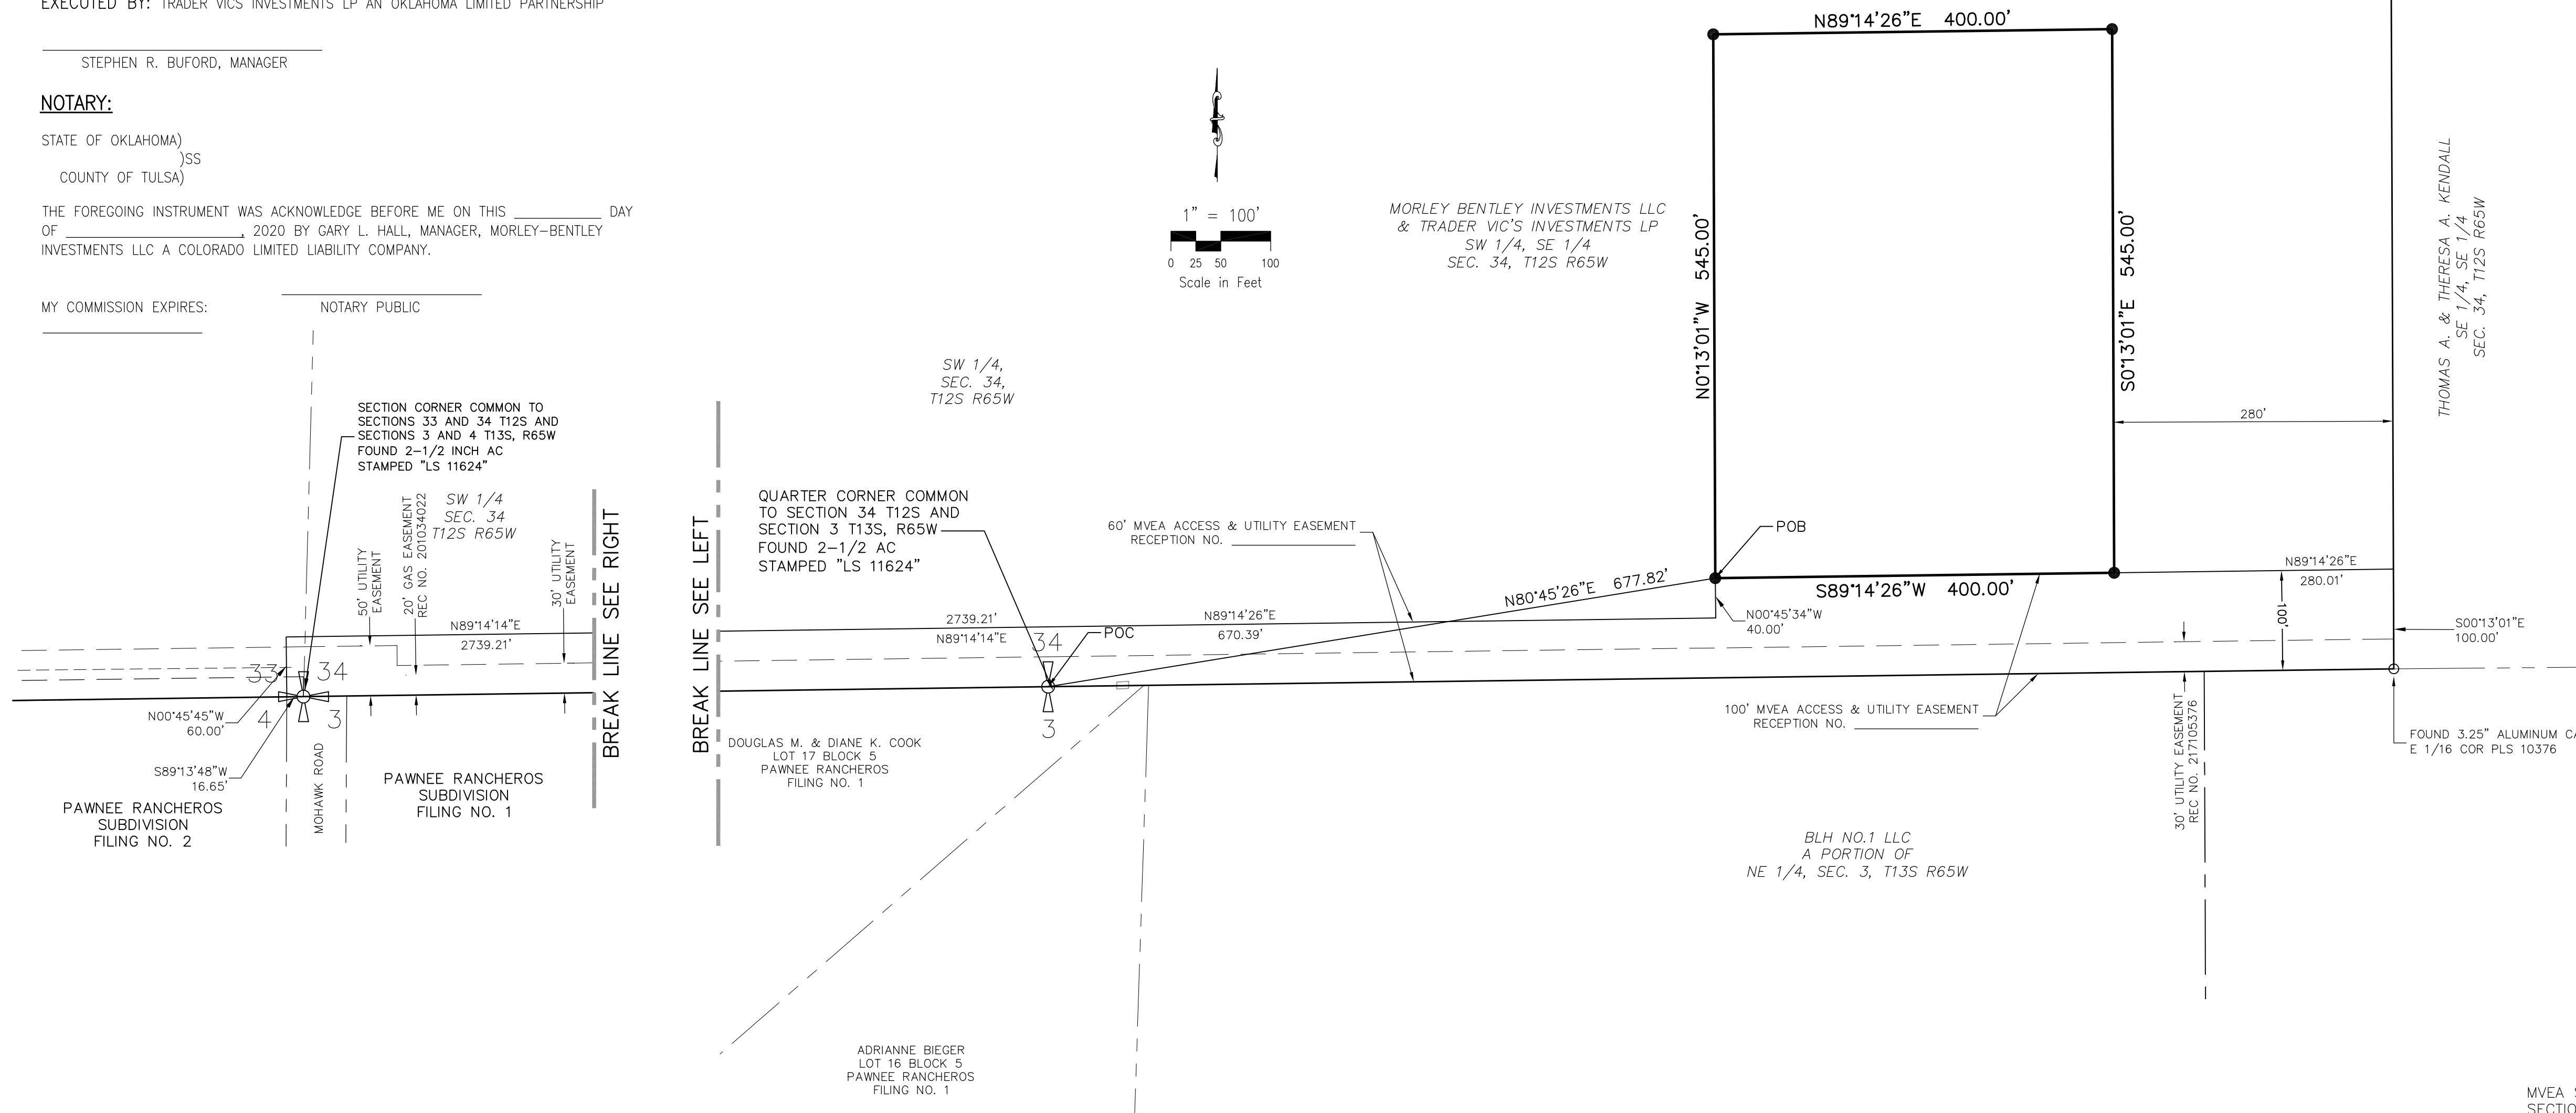 EXECUTED BY: TRADER VICS INVESTMENTS LP AN OKLAHOMA LIMITED PARTNERSHIP
STEPHEN R. BUFORD, MANAGER
NOTARY:
STATE OF OKLAHOMA)
)SS
COUNTY OF TULSA)
THE FOREGOING INSTRUMENT WAS ACKNOWLEDGE BEFORE ME ON THIS ____________ DAY
OF ________________________, 2020 BY GARY L. HALL, MANAGER, MORLEY-BENTLEY
INVESTMENTS LLC A COLORADO LIMITED LIABILITY COMPANY.
MY COMMISSION EXPIRES:
NOTARY PUBLIC
SECTION CORNER COMMON TO
SECTIONS 33 AND 34 T12S AND
SECTIONS 3 AND 4 T13S, R65W
FOUND 2-1/2 INCH AC
STAMPED "LS 11624"
SW 1/4
SEC. 34
T12S R65W
50' UTILITY
EASEMENT
20' GAS EASEMENT
REC NO. 201034022
30' UTILITY
EASEMENT
N89°14'14"E
2739.21'
33
34
4
3
N00°45'45"W
60.00'
S89°13'48"W
16.65'
PAWNEE RANCHEROS
SUBDIVISION
FILING NO. 2
MOHAWK ROAD
PAWNEE RANCHEROS
SUBDIVISION
FILING NO. 1
BREAK LINE SEE RIGHT
BREAK LINE SEE LEFT
1" = 100'
0 25 50 100
Scale in Feet
SW 1/4,
SEC. 34,
T12S R65W
QUARTER CORNER COMMON
TO SECTION 34 T12S AND
SECTION 3 T13S, R65W
FOUND 2-1/2 AC
STAMPED "LS 11624"
60' MVEA ACCESS & UTILITY EASEMENT
RECEPTION NO. __________________
2739.21'
N89°14'14"E
34
POC
3
N89°14'26"E
670.39'
N80°45'26"E 677.82'
DOUGLAS M. & DIANE K. COOK
LOT 17 BLOCK 5
PAWNEE RANCHEROS
FILING NO. 1
ADRIANNE BIEGER
LOT 16 BLOCK 5
PAWNEE RANCHEROS
FILING NO. 1
MORLEY BENTLEY INVESTMENTS LLC
& TRADER VIC'S INVESTMENTS LP
SW 1/4, SE 1/4
SEC. 34, T12S R65W
N89°14'26"E 400.00'
N0°13'01"W 545.00'
S0°13'01"E 545.00'
POB
S89°14'26"W 400.00'
N00°45'34"W
40.00'
280'
N89°14'26"E
280.01'
100'
S00°13'01"E
100.00'
THOMAS A. & THERESA A. KENDALL
SE 1/4, SE 1/4
SEC. 34, T12S R65W
100' MVEA ACCESS & UTILITY EASEMENT
RECEPTION NO. __________________
30' UTILITY EASEMENT
REC NO. 217105376
FOUND 3.25" ALUMINUM
E 1/16 COR PLS 10376
BLH NO.1 LLC
A PORTION OF
NE 1/4, SEC. 3, T13S R65W
MVEA